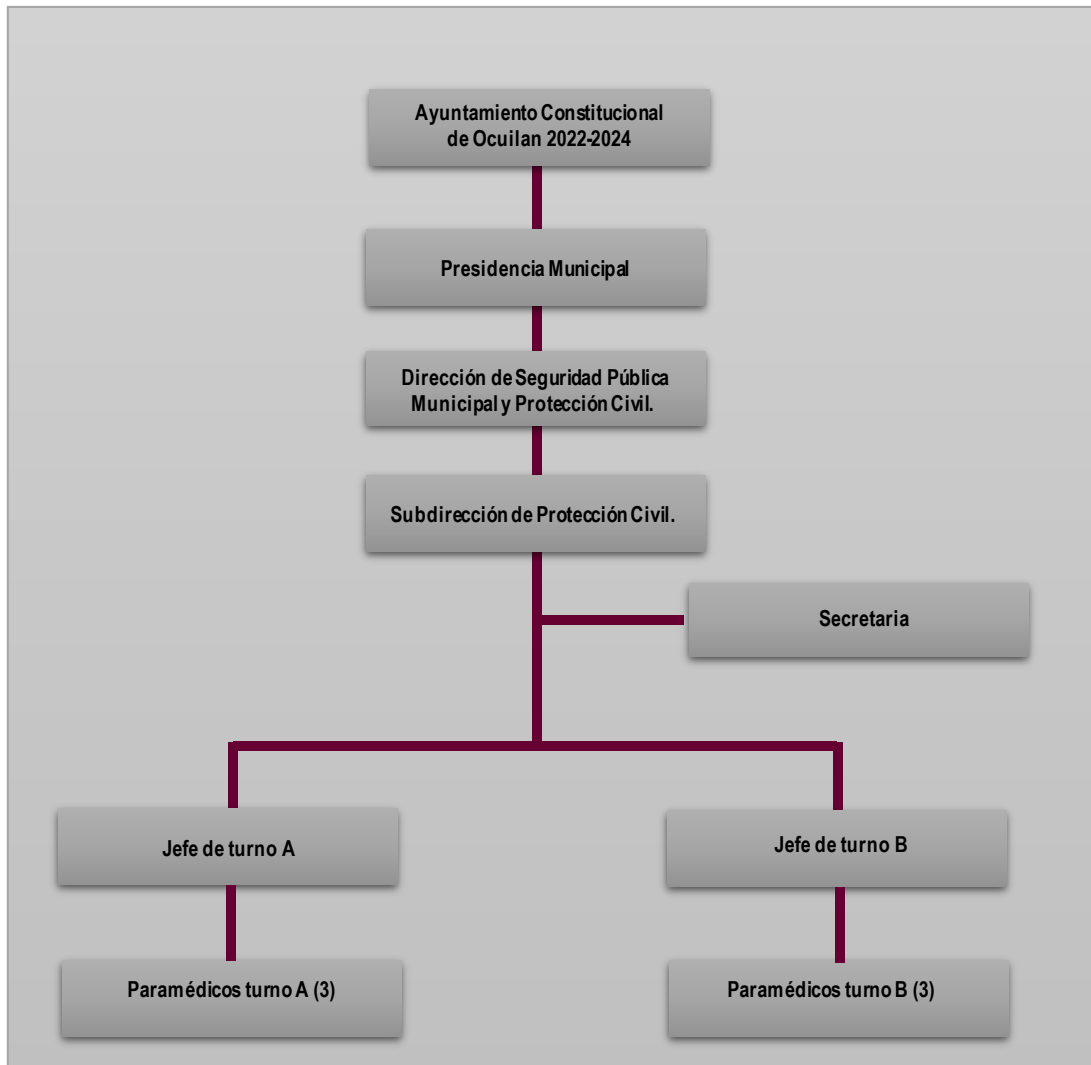 Ayuntamiento Constitucional
de Ocuilan 2022-2024
Presidencia Municipal
Dirección de Seguridad Pública
Municipal y Protección Civil.
Subdirección de Protección Civil.
Secretaria
Jefe de turno A
Jefe de turno B
Paramédicos turno A (3)
Paramédicos turno B (3)